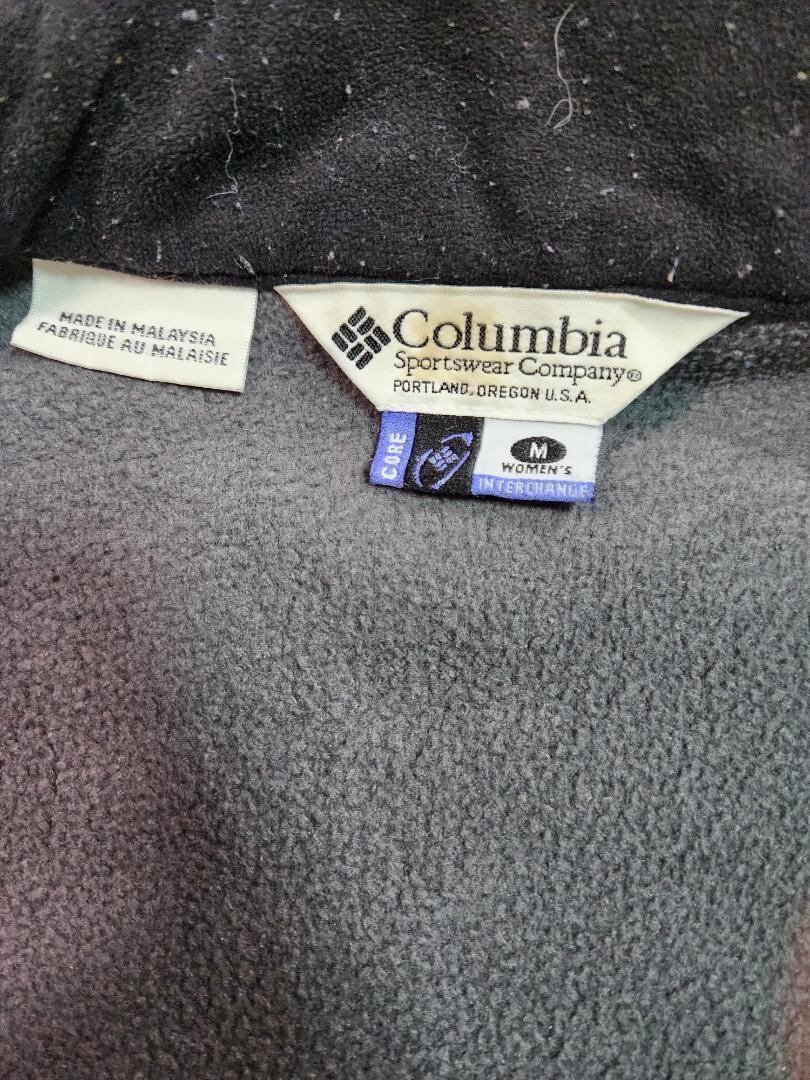 MADE IN MALAYSIA
FABRIQUE AU MALAISIE
Columbia
Sportswear Company®
PORTLAND, OREGON U.S.A.
CORE
M
WOMEN'S
INTERCHANGE